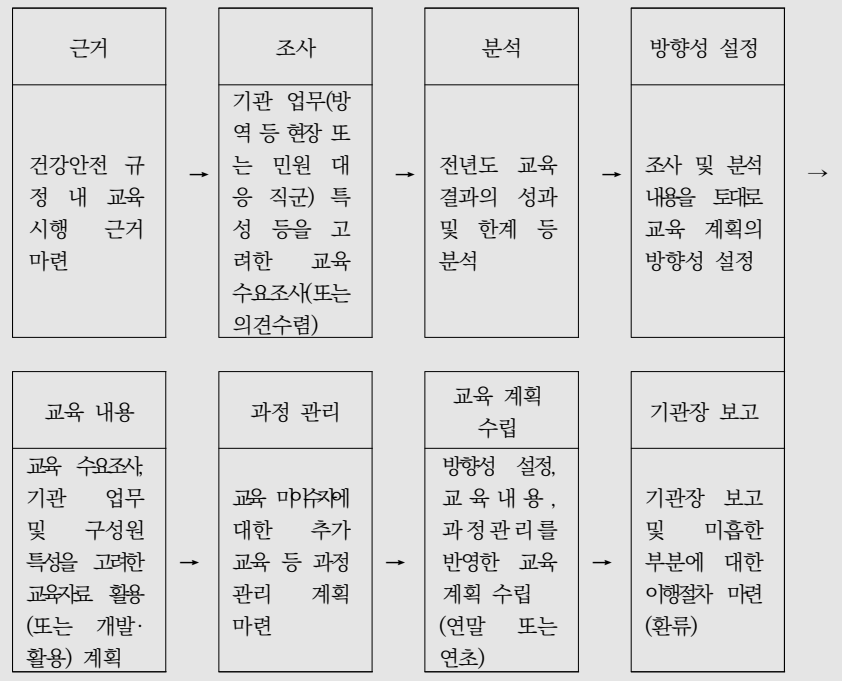 근거
건강안전 규
정 내 교육
시행 근거
마련
→
조사
기관 업무(방
역 등 현장 또
는 민원 대
응 직군) 특
성 등을 고
려한 교육
수요조사(또는
의견수렴)
→
분석
전년도 교육
결과의 성과
및 한계 등
분석
→
방향성 설정
조사 및 분석
내용을 토대로
교육 계획의
방향성 설정
→
교육 내용
교육 수요조사,
기관 업무
및 구성원
특성을 고려한
교육자료 활용
(또는 개발·
활용) 계획
→
과정 관리
교육 미이수자에
대한 추가
교육 등 과정
관리 계획
마련
→
교육 계획
수립
방향성 설정,
교육내용,
과정관리를
반영한 교육
계획 수립
(연말 또는
연초)
→
기관장 보고
기관장 보고
및 미흡한
부분에 대한
이행절차 마련
(환류)